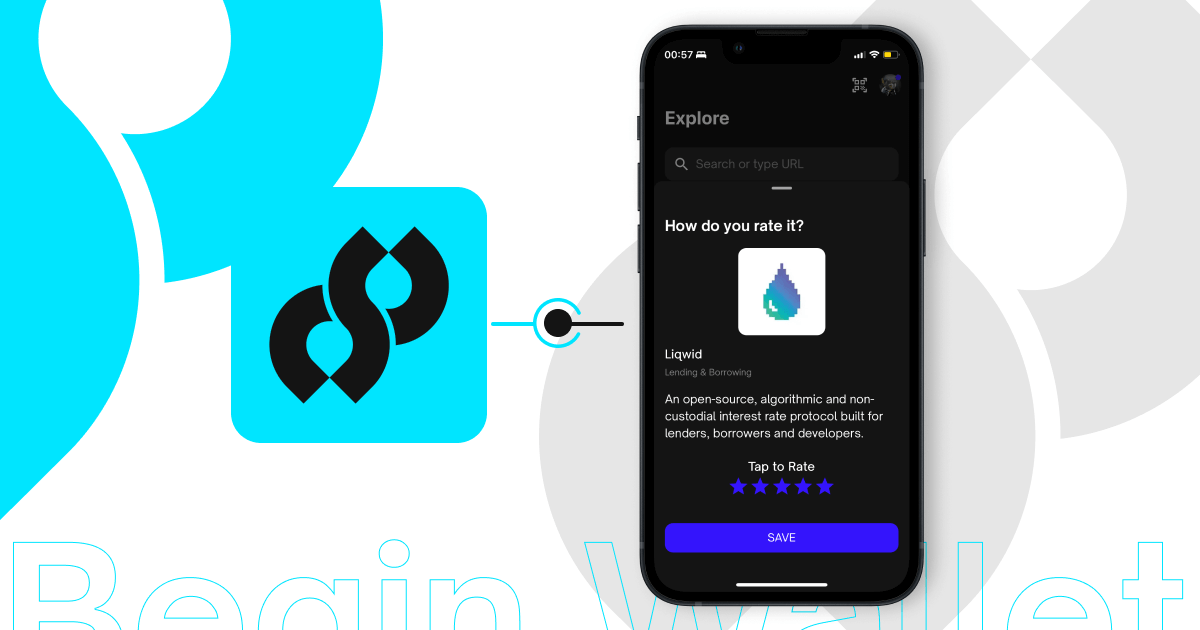 00:57
Explore
Search or type URL
How do you rate it?
Liqwid
Lending & Borrowing
An open-source, algorithmic and non-
custodial interest rate protocol built for
lenders, borrowers and developers.
Tap to Rate
SAVE
Begin Wallet